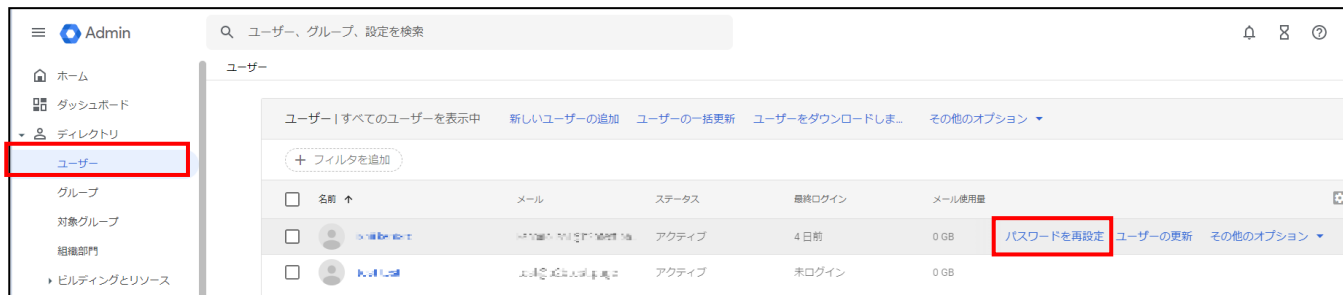 Admin
ユーザー、グループ、設定を検索
ホーム
ダッシュボード
ディレクトリ
ユーザー
グループ
対象グループ
組織部門
ビルディングとリソース
ユーザー
ユーザー | すべてのユーザーを表示中 新しいユーザーの追加 ユーザーの一括更新 ユーザーをダウンロードしま... その他のオプション
+ フィルタを追加
名前 メール ステータス 最終ログイン メール使用量
アクティブ 4 日前 0 GB パスワードを再設定 ユーザーの更新 その他のオプション
アクティブ 未ログイン 0 GB